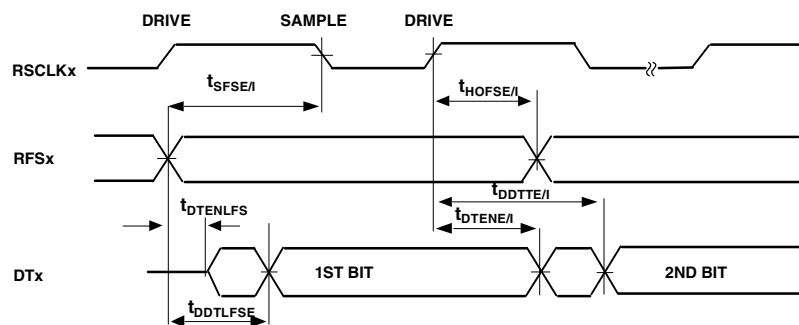 DRIVE SAMPLE DRIVE
RSCLKx
tSFSE/I tHOFSE/I
RFSx
tDDTTE/I
tDTENLFS tDTENE/I
DTx 1ST BIT 2ND BIT
tDDTLFSE